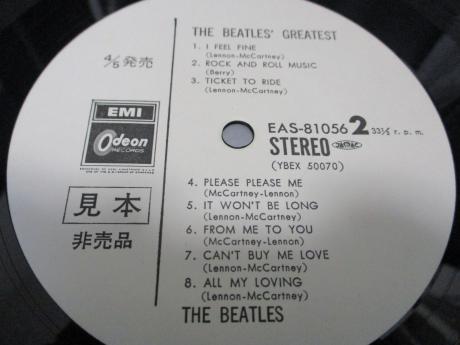 THE BEATLES' GREATEST
1. I FEEL FINE
(Lennon-McCartney)
2. ROCK AND ROLL MUSIC
(Berry)
3. TICKET TO RIDE
(Lennon-McCartney)
4/5 発売
EMI
Odeon
RECORDS
見本
非売品
EAS-81056 2 33⅓ r. p. m.
STEREO
(YBEX 50070)
4. PLEASE PLEASE ME
(McCartney-Lennon)
5. IT WON'T BE LONG
(Lennon-McCartney)
6. FROM ME TO YOU
(McCartney-Lennon)
7. CAN'T BUY ME LOVE
(Lennon-McCartney)
8. ALL MY LOVING
(Lennon-McCartney)
THE BEATLES